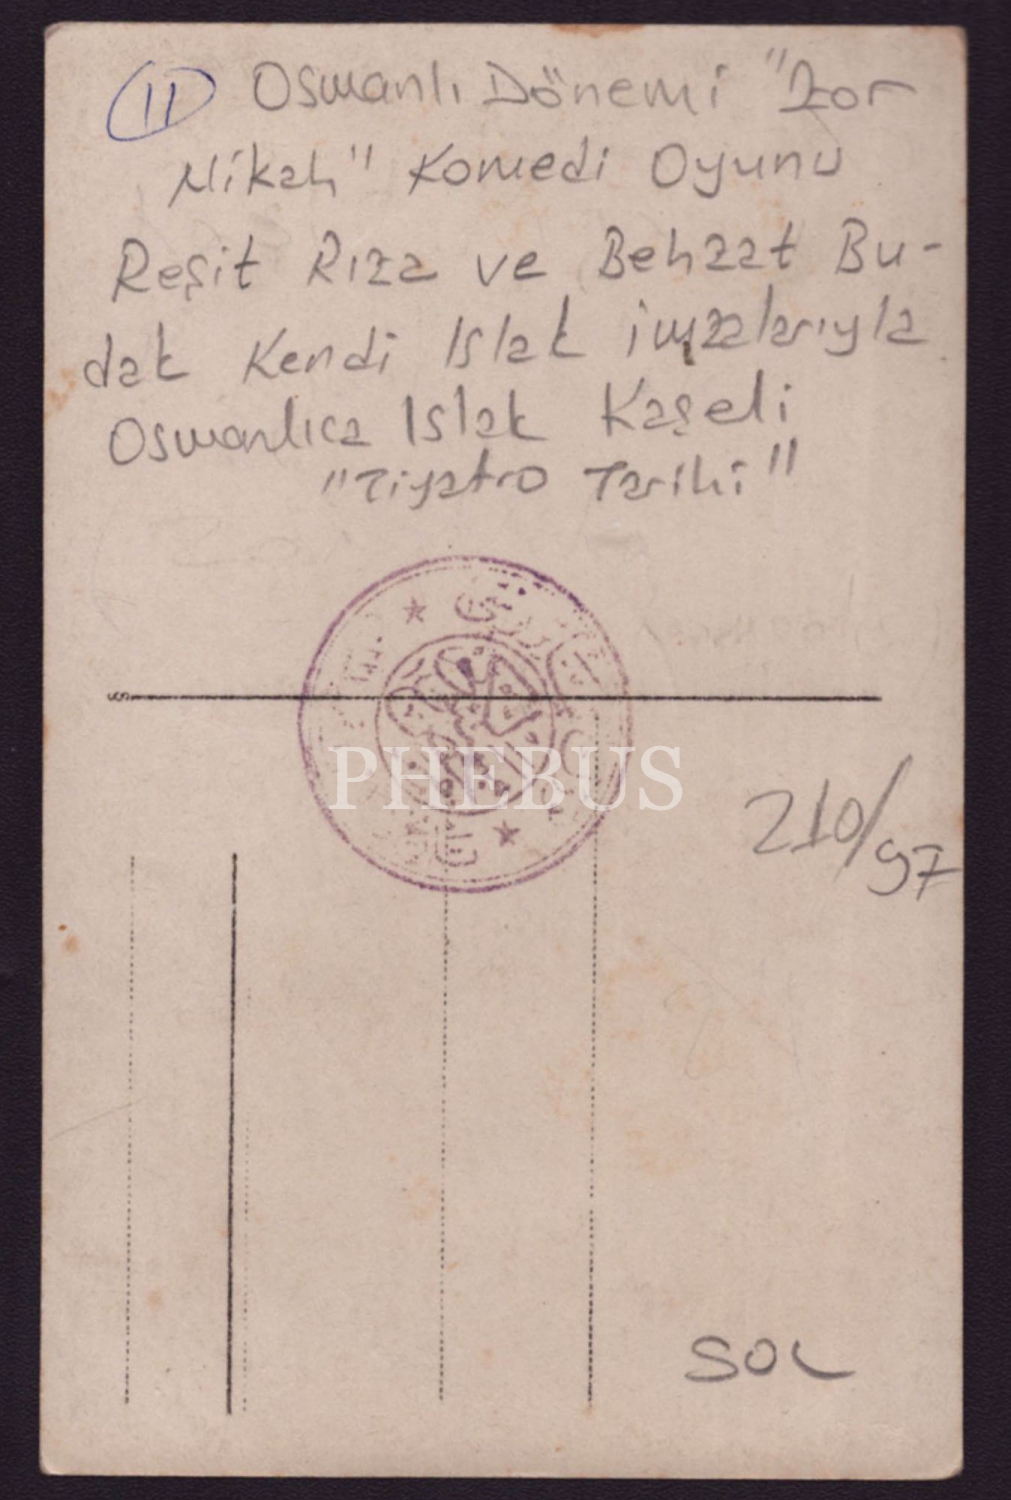 11 Osmanlı Dönemi "Zor
Nikah" Komedi Oyunu
Reşit Rıza ve Behzat Bu-
dak Kendi Islak imzalarıyla
Osmanlıca Islak Kaşeli
"Tiyatro Tarihi"
PHEBUS
210/97
SOL